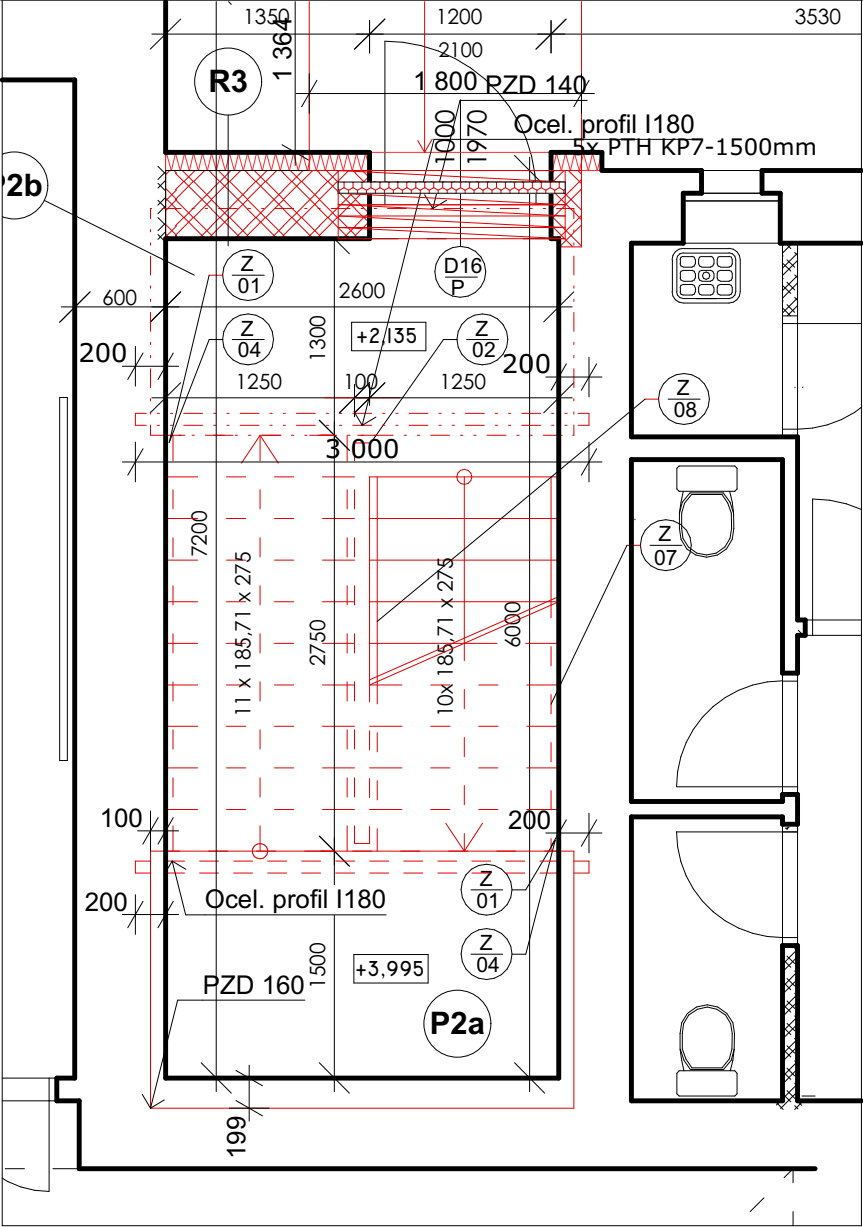 1350
1200
3530
1 364
2100
R3
1 800
PZD 140
1000
1970
Ocel. profil I180
5x PTH KP7-1500mm
P2b
Z
01
D16
P
600
2600
Z
04
1300
+2,135
Z
02
200
200
1250
100
1250
Z
08
3 000
7200
Z
07
11 x 185,71 x 275
2750
10x 185,71 x 275
6000
100
200
Z
01
200
Ocel. profil I180
Z
04
1500
+3,995
PZD 160
P2a
199